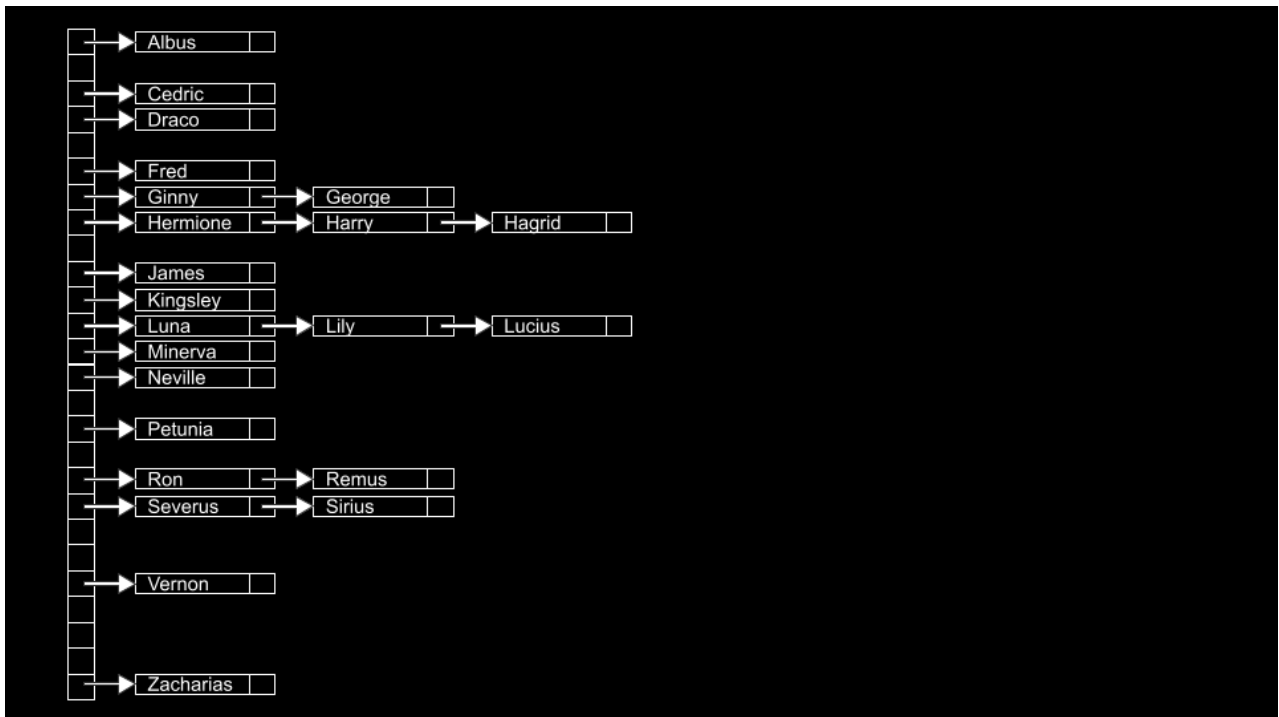 Albus
Cedric
Draco
Fred
Ginny George
Hermione Harry Hagrid
James
Kingsley
Luna Lily Lucius
Minerva
Neville
Petunia
Ron Remus
Severus Sirius
Vernon
Zacharias